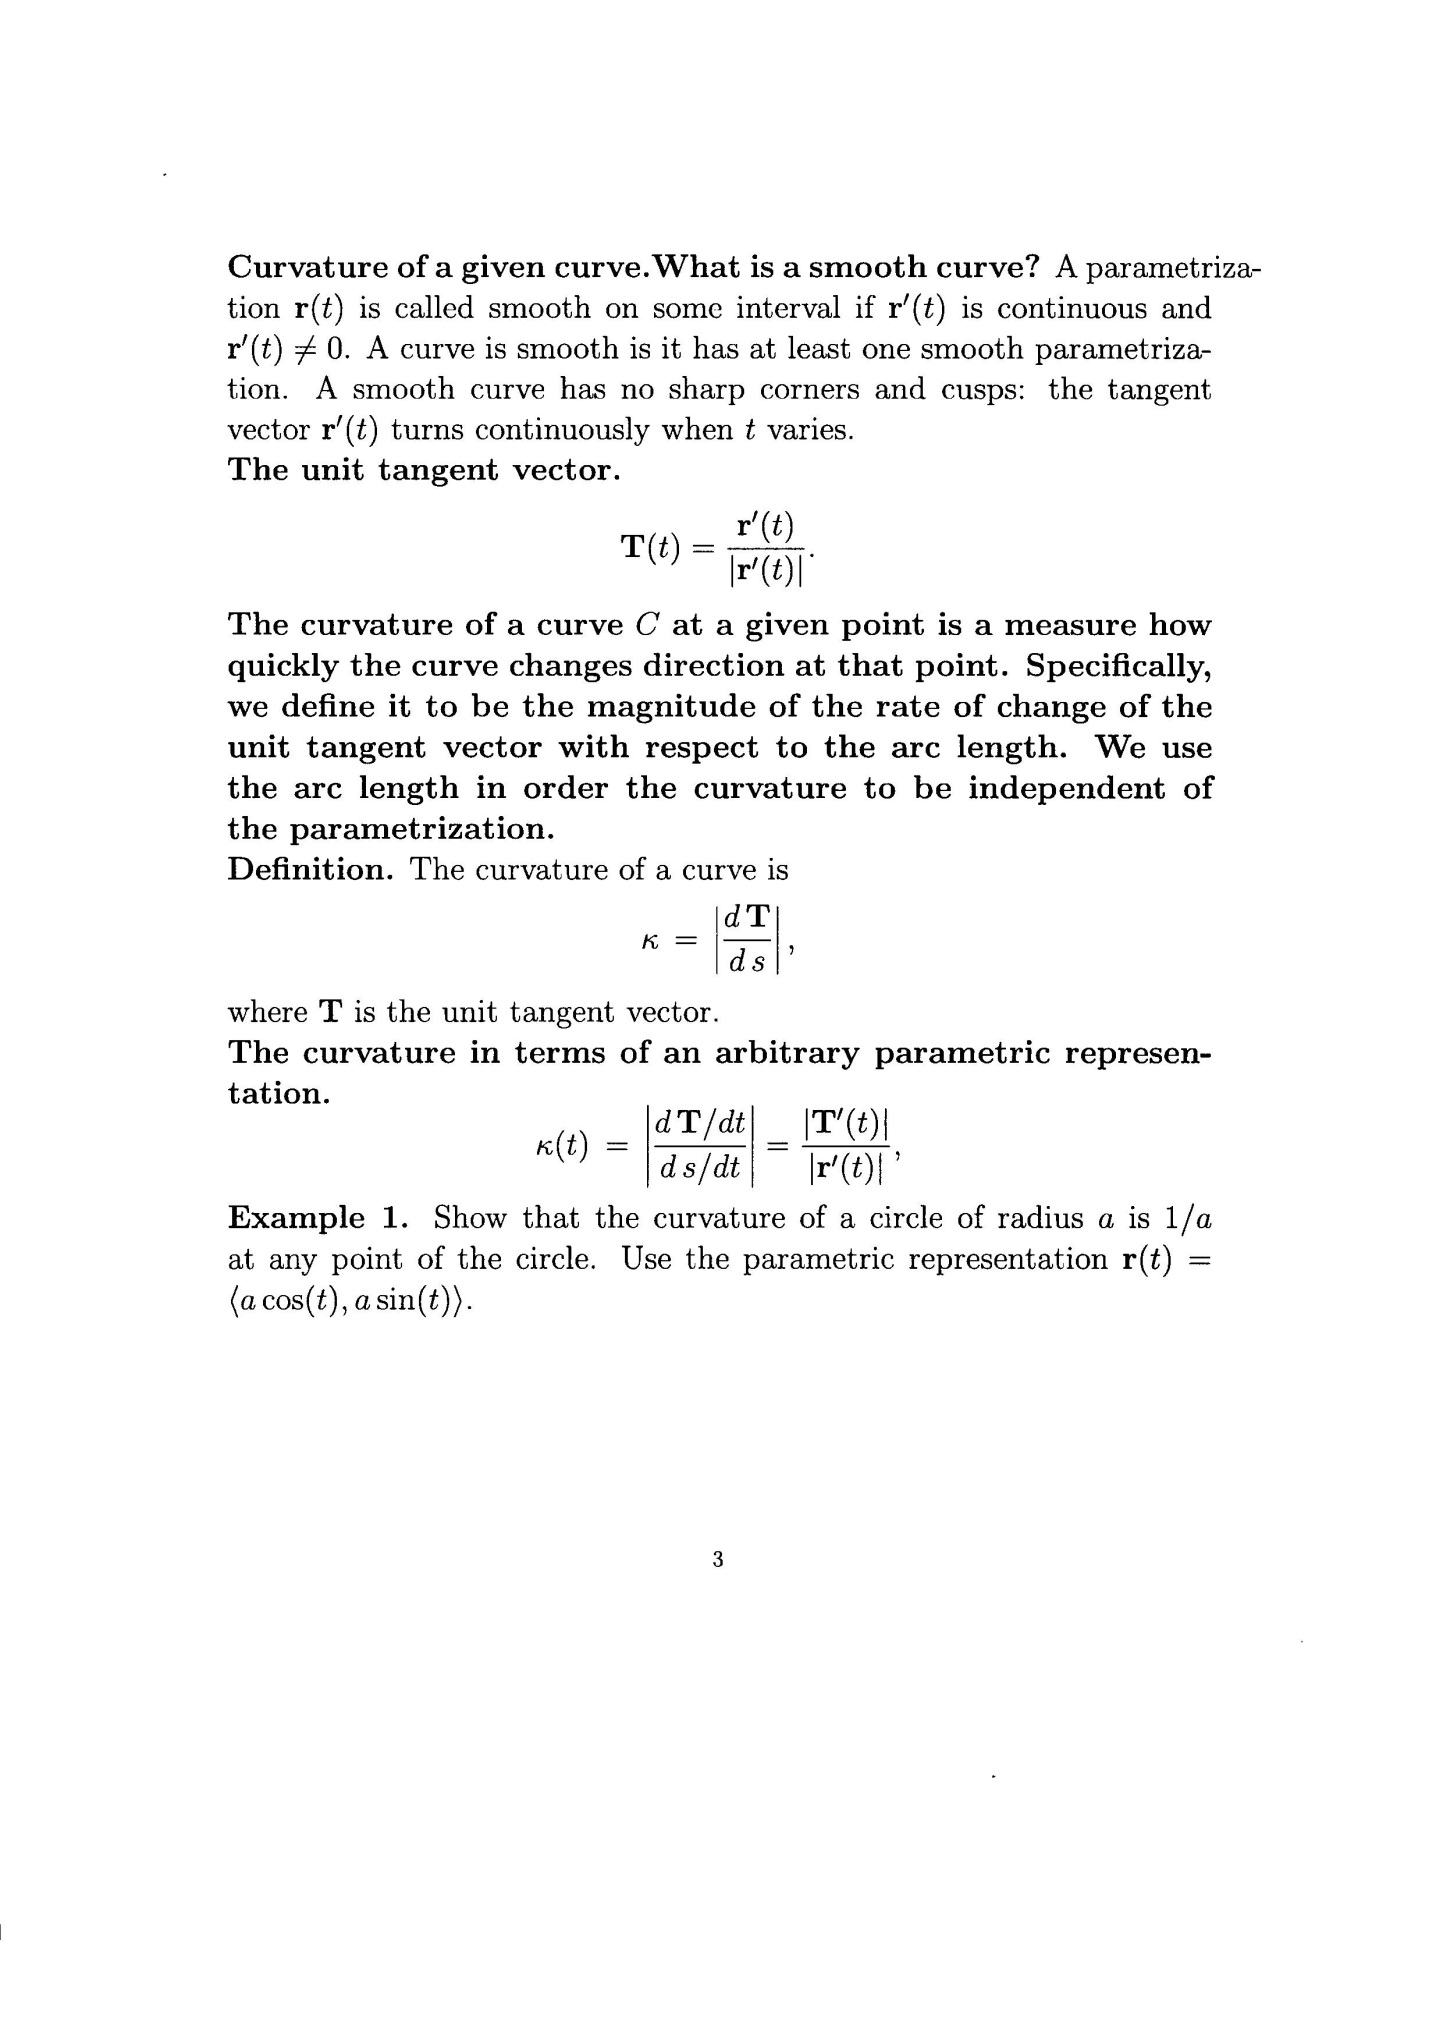 Curvature of a given curve.What is a smooth curve? A parametriza-
tion r(t) is called smooth on some interval if r′(t) is continuous and
r′(t) ≠ 0. A curve is smooth is it has at least one smooth parametriza-
tion. A smooth curve has no sharp corners and cusps: the tangent
vector r′(t) turns continuously when t varies.
The unit tangent vector.
T(t) = r′(t) / |r′(t)|.
The curvature of a curve C at a given point is a measure how
quickly the curve changes direction at that point. Specifically,
we define it to be the magnitude of the rate of change of the
unit tangent vector with respect to the arc length. We use
the arc length in order the curvature to be independent of
the parametrization.
Definition. The curvature of a curve is
κ = |d T / d s|,
where T is the unit tangent vector.
The curvature in terms of an arbitrary parametric represen-
tation.
κ(t) = |(d T/dt) / (d s/dt)| = |T′(t)| / |r′(t)|,
Example 1. Show that the curvature of a circle of radius a is 1/a
at any point of the circle. Use the parametric representation r(t) =
⟨a cos(t), a sin(t)⟩.
3